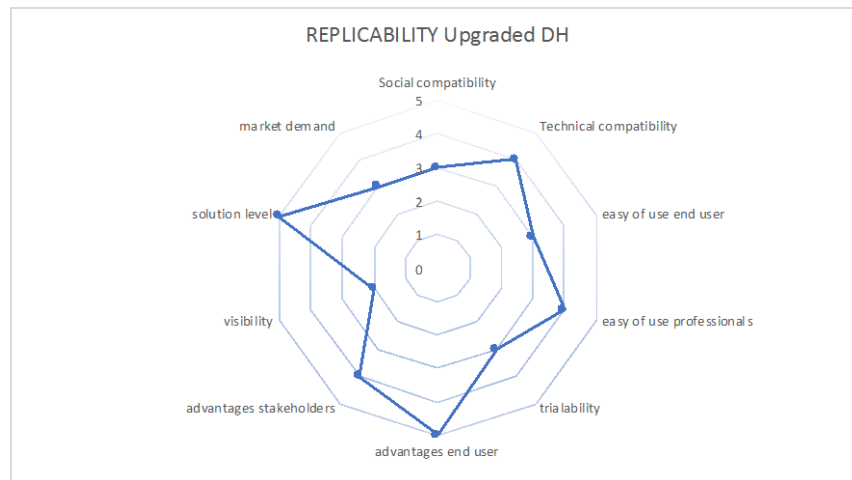 REPLICABILITY Upgraded DH
Social compatibility
5
market demand
Technical compatibility
4
3
solution level
easy of use end user
2
1
0
visibility
easy of use professionals
advantages stakeholders
trialability
advantages end user